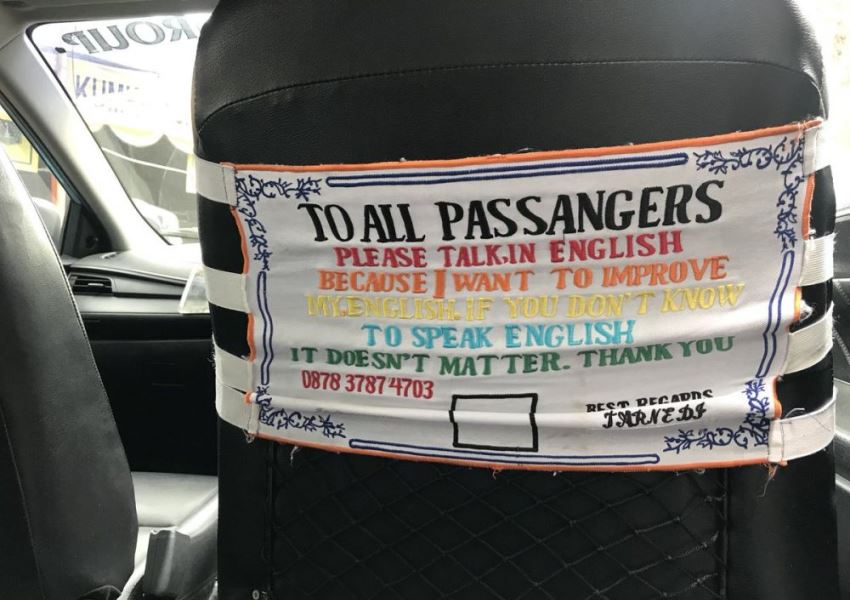 TO ALL PASSANGERS
PLEASE TALK.IN ENGLISH
BECAUSE I WANT TO IMPROVE
MY.ENGLISH. IF YOU DON'T KNOW
TO SPEAK ENGLISH
IT DOESN'T MATTER. THANK YOU
0878 3787 4703
BEST REGARDS
TARNEDI